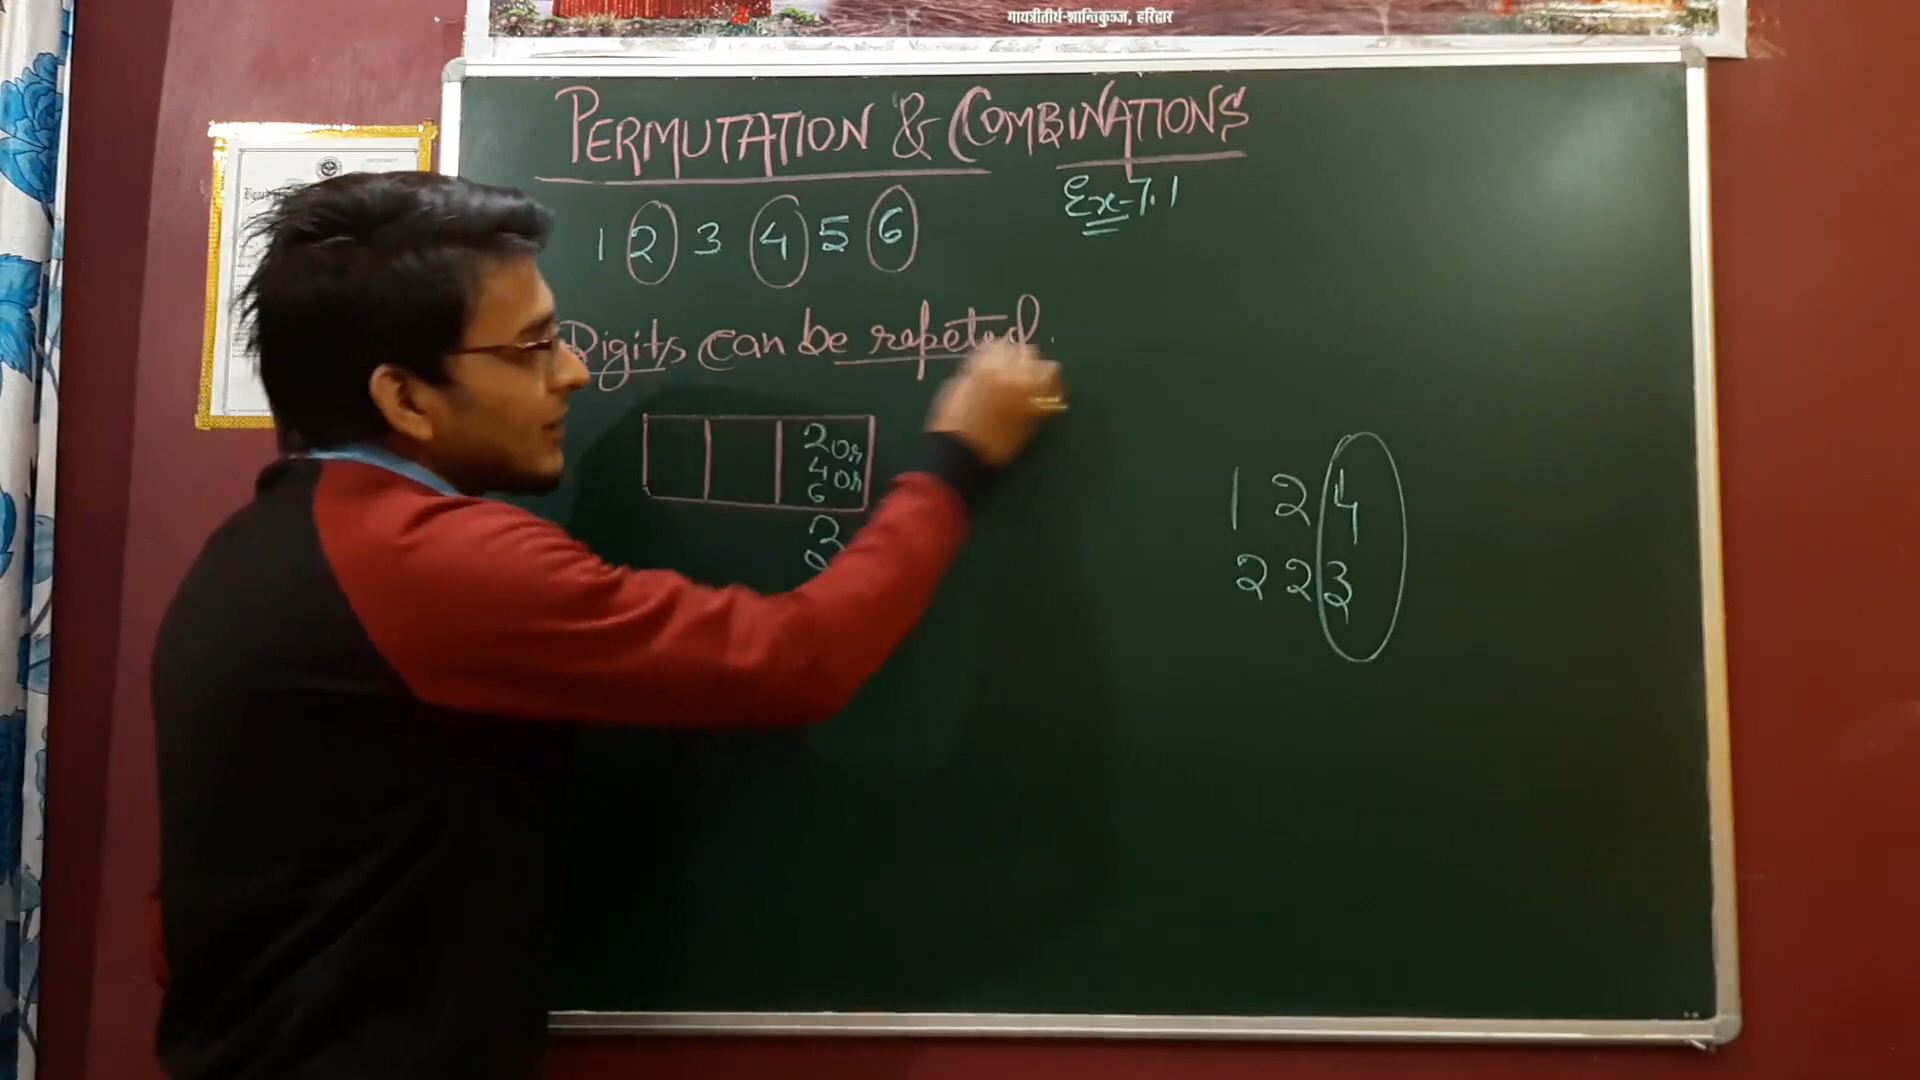 गायत्रीतीर्थ-शान्तिकुञ्ज, हरिद्वार
PERMUTATION & COMBINATIONS
Ex-7.1
1 2 3 4 5 6
Digits can be repeted.
2 or
4 or
6
3
1 2 4
2 2 3